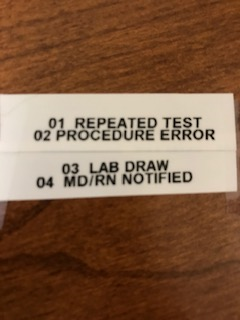 01 REPEATED TEST
02 PROCEDURE ERROR
03 LAB DRAW
04 MD/RN NOTIFIED